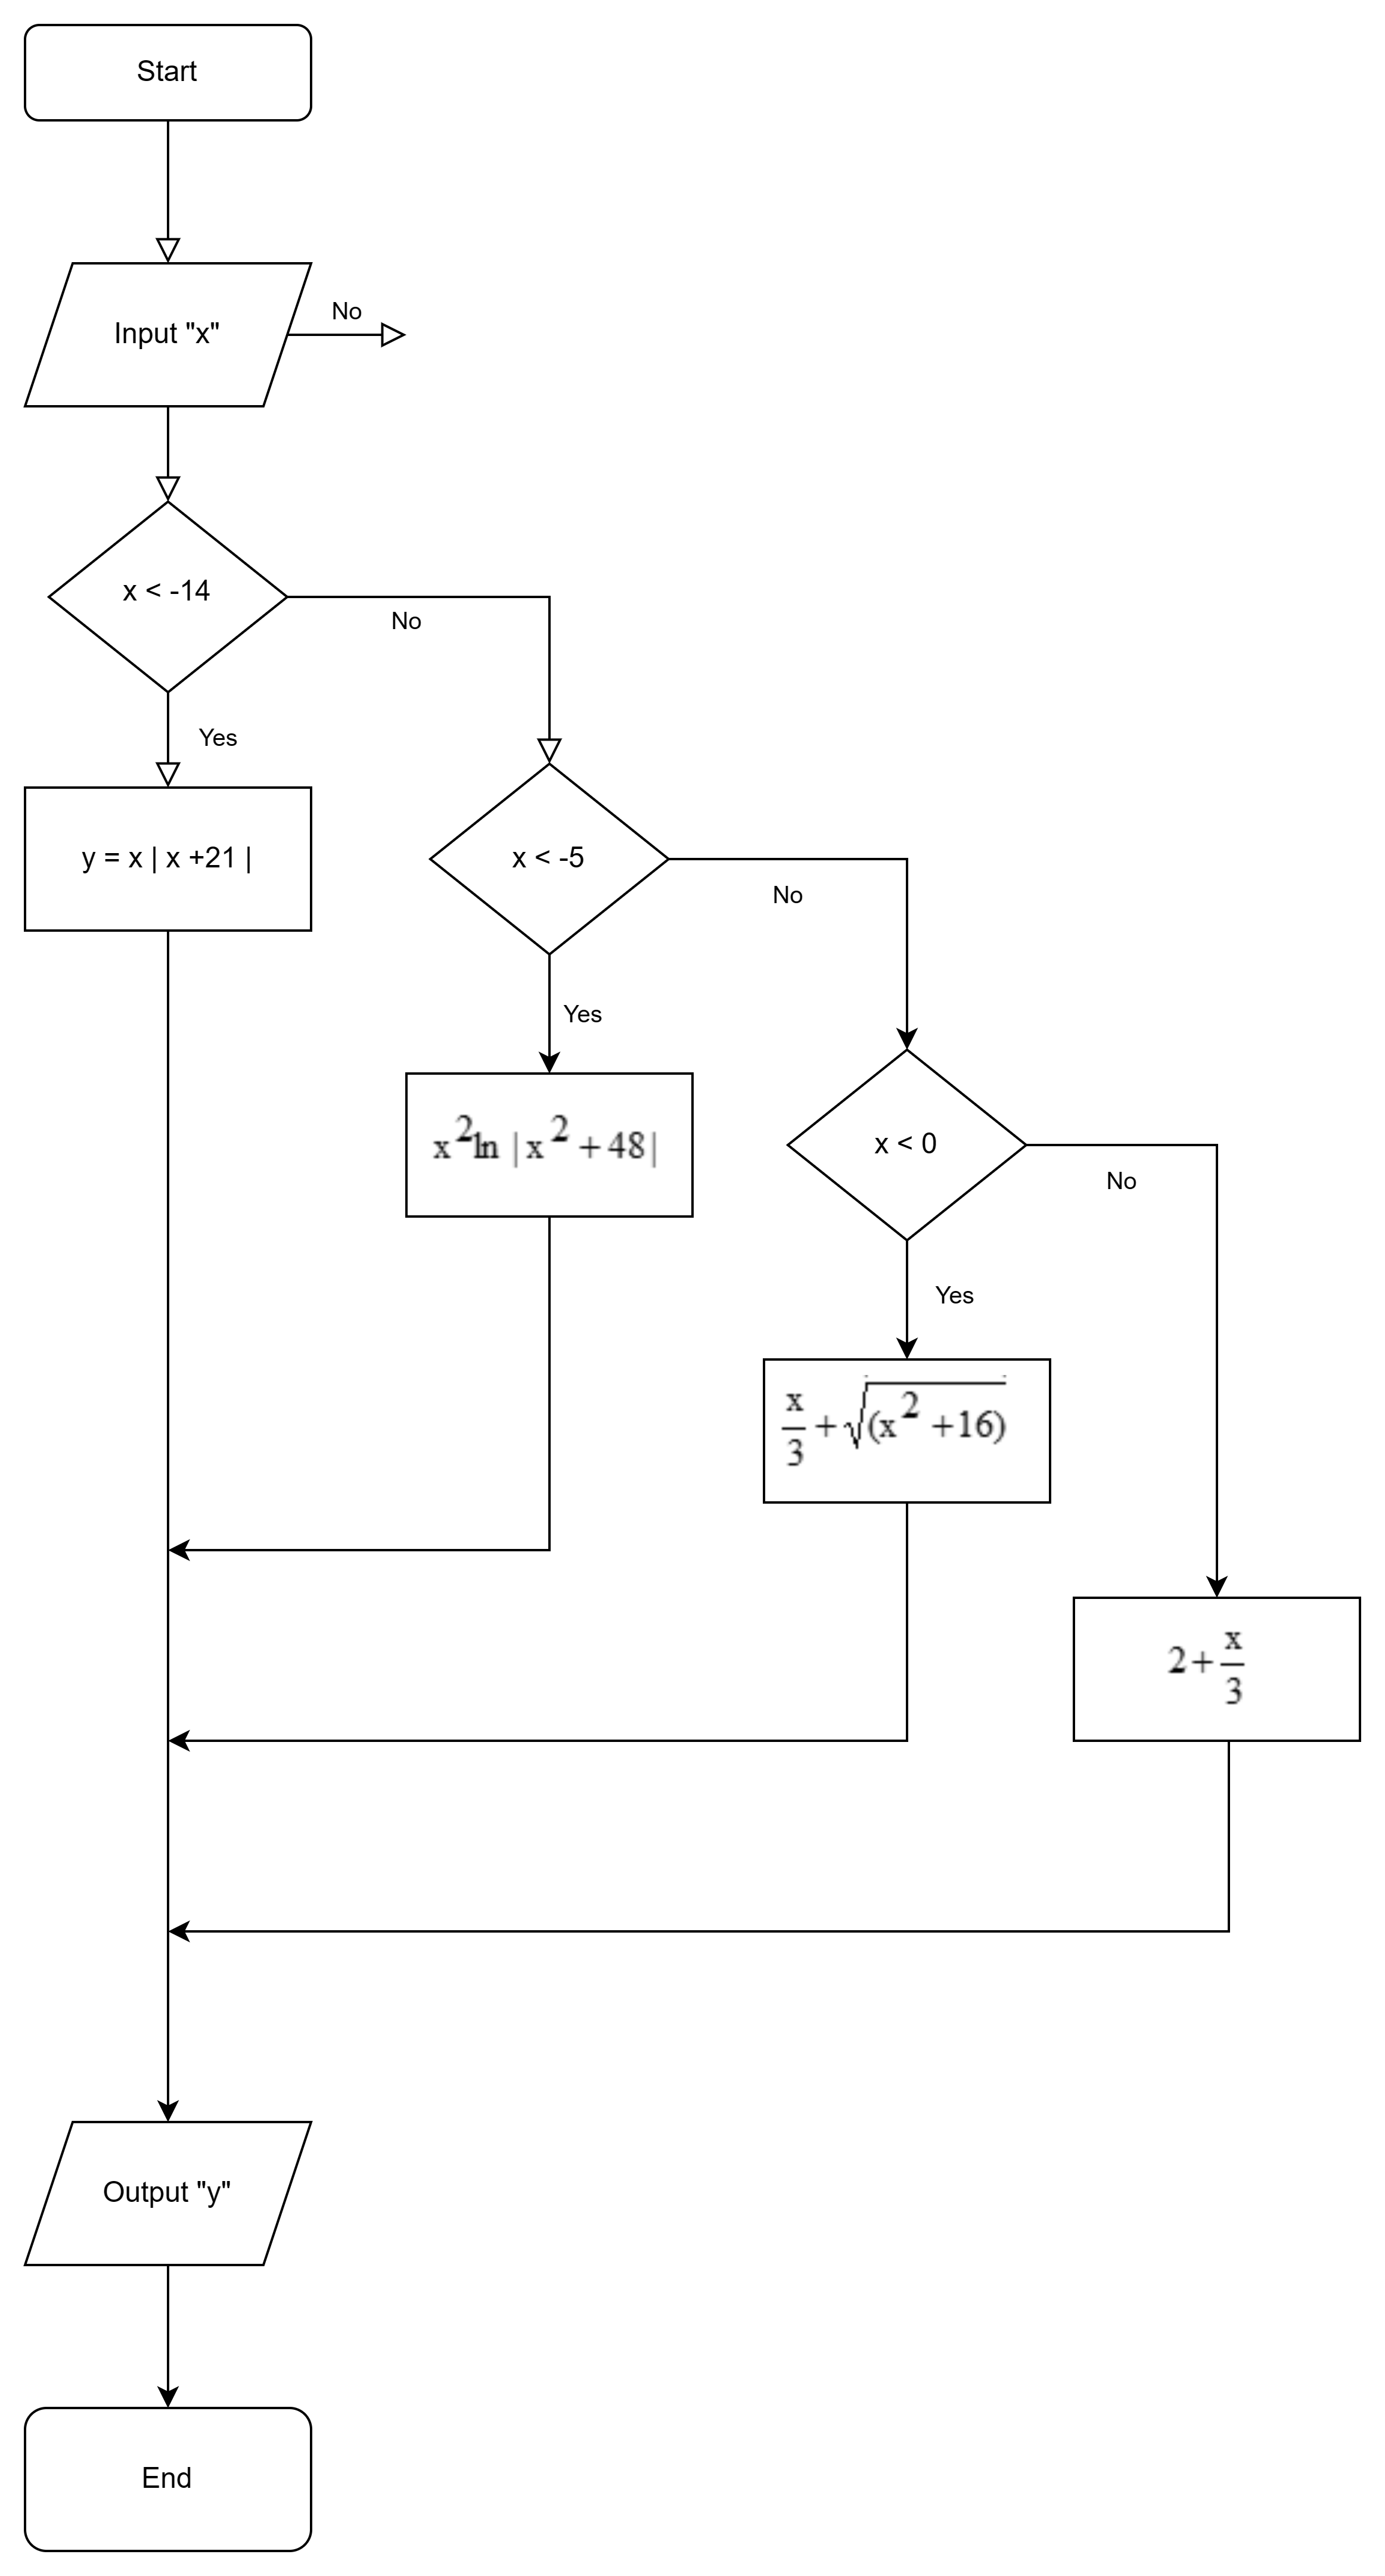 Start
Input "x"
No
x < -14
No
Yes
y = x | x +21 |
x < -5
No
Yes
x²ln |x² + 48|
x < 0
No
Yes
x/3 + √(x² + 16)
2 + x/3
Output "y"
End